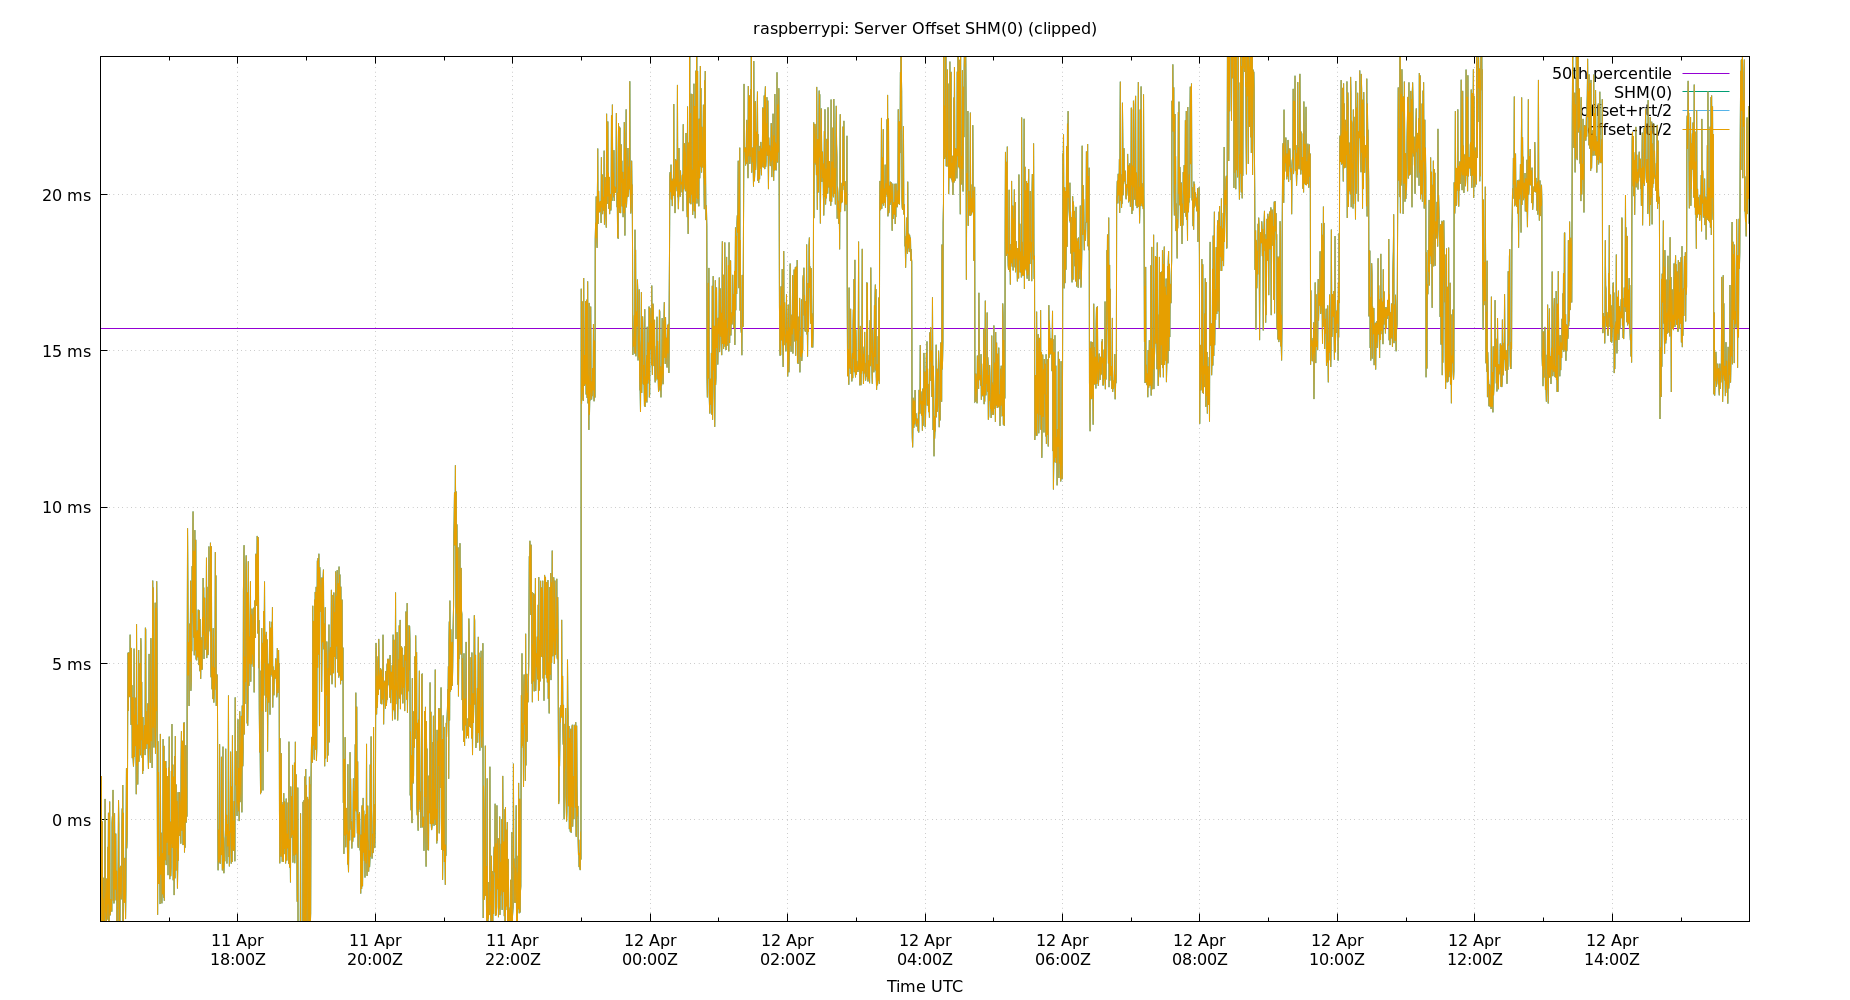 raspberrypi: Server Offset SHM(0) (clipped)
50th percentile
SHM(0)
offset+rtt/2
offset-rtt/2
20 ms
15 ms
10 ms
5 ms
0 ms
11 Apr 11 Apr 11 Apr 12 Apr 12 Apr 12 Apr 12 Apr 12 Apr 12 Apr 12 Apr 12 Apr
18:00Z 20:00Z 22:00Z 00:00Z 02:00Z 04:00Z 06:00Z 08:00Z 10:00Z 12:00Z 14:00Z
Time UTC